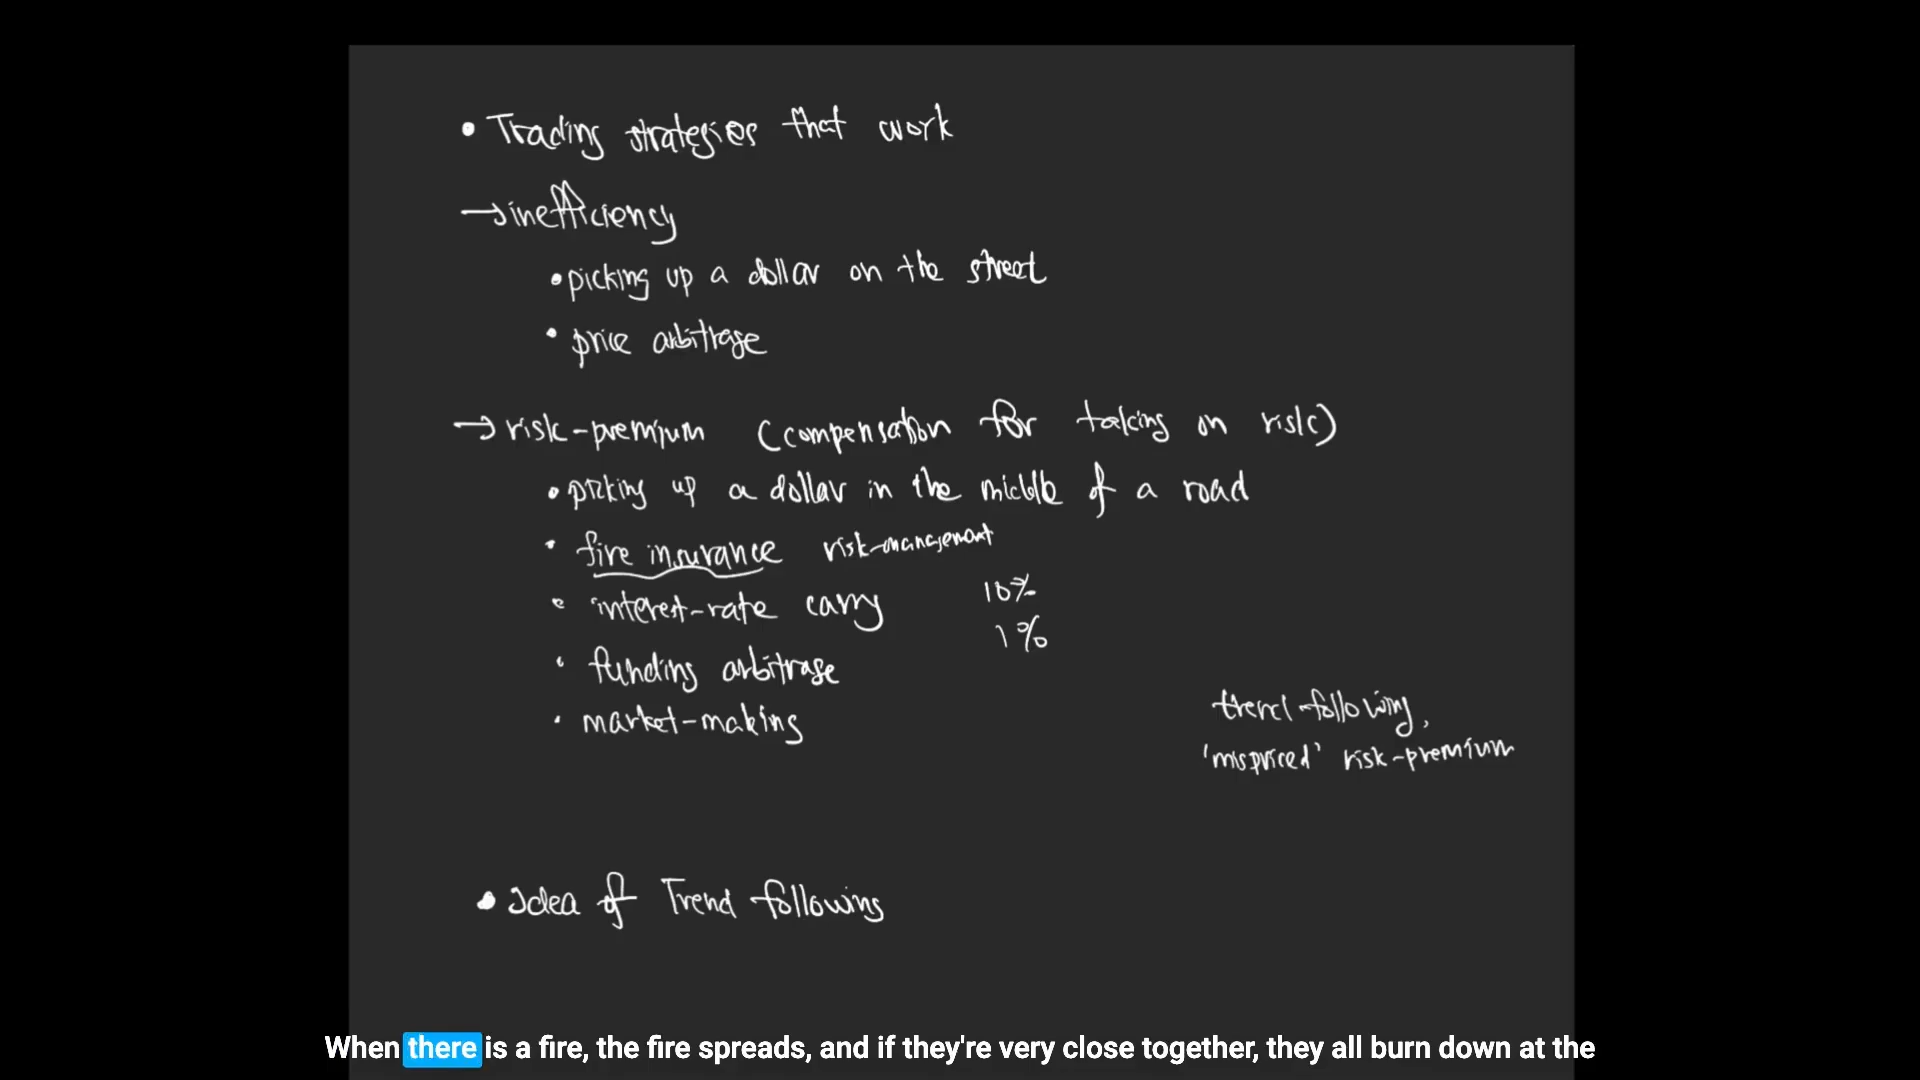 • Trading strategies that work
→ inefficiency
• picking up a dollar on the street
• price arbitrage
→ risk-premium (compensation for taking on risk)
• picking up a dollar in the middle of a road
• fire insurance risk-management
• interest-rate carry 10%
1%
• funding arbitrage
• market-making
trend-following,
'mispriced' risk-premium
• Idea of Trend following
When there is a fire, the fire spreads, and if they're very close together, they all burn down at the